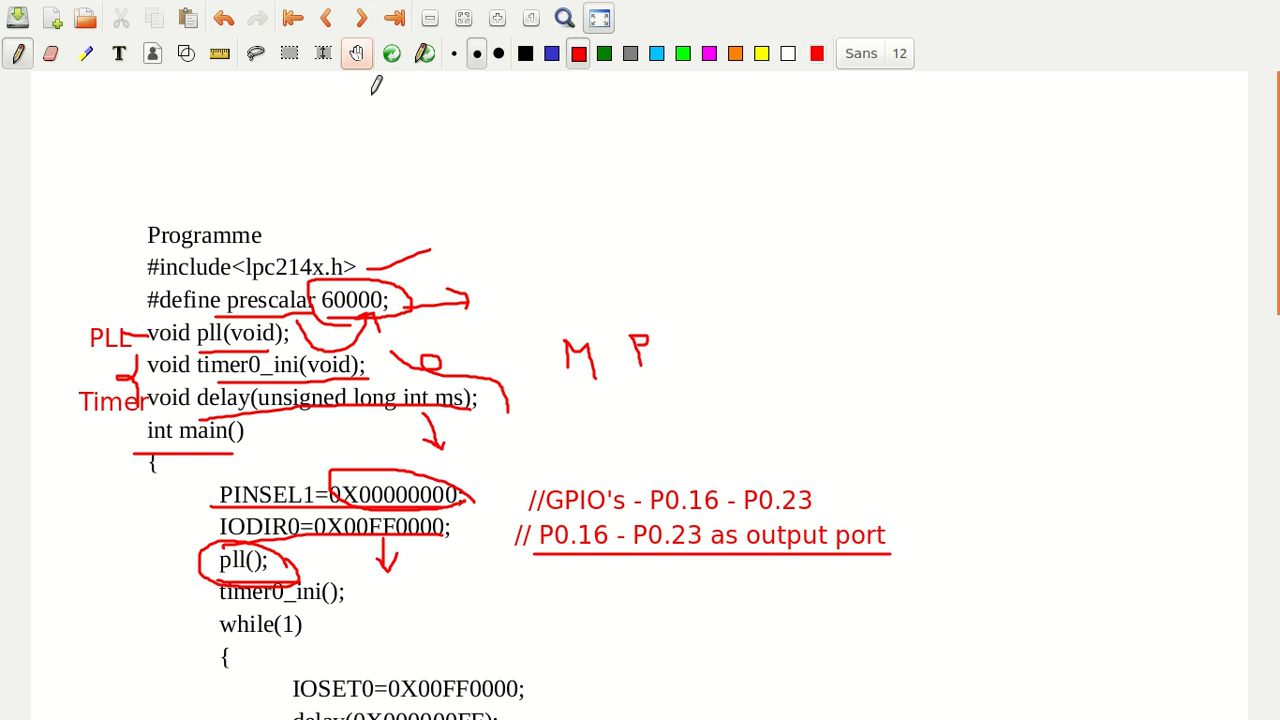 Sans 12
Programme
#include<lpc214x.h>
#define prescalar 60000;
PLL void pll(void);
void timer0_ini(void);
M P
Timer void delay(unsigned long int ms);
int main()
{
PINSEL1=0X00000000; //GPIO's - P0.16 - P0.23
IODIR0=0X00FF0000; // P0.16 - P0.23 as output port
pll();
timer0_ini();
while(1)
{
IOSET0=0X00FF0000;
delay(0X000000FF);